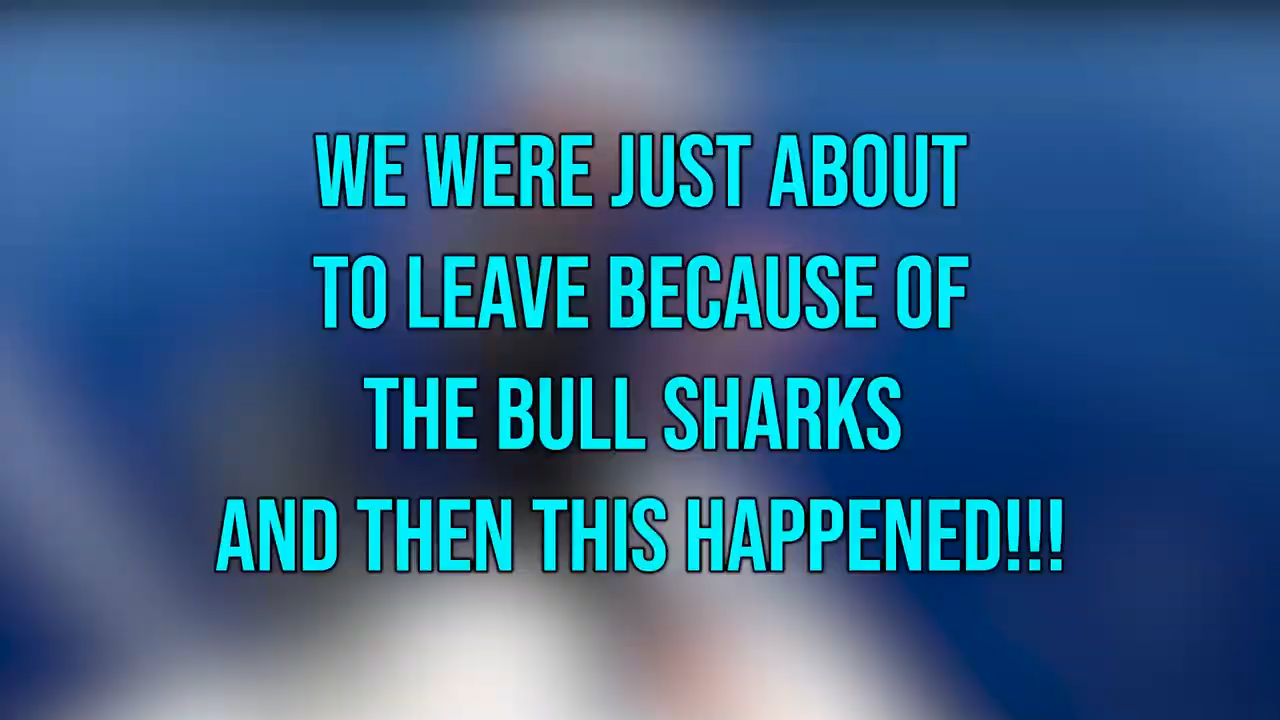 WE WERE JUST ABOUT
TO LEAVE BECAUSE OF
THE BULL SHARKS
AND THEN THIS HAPPENED!!!